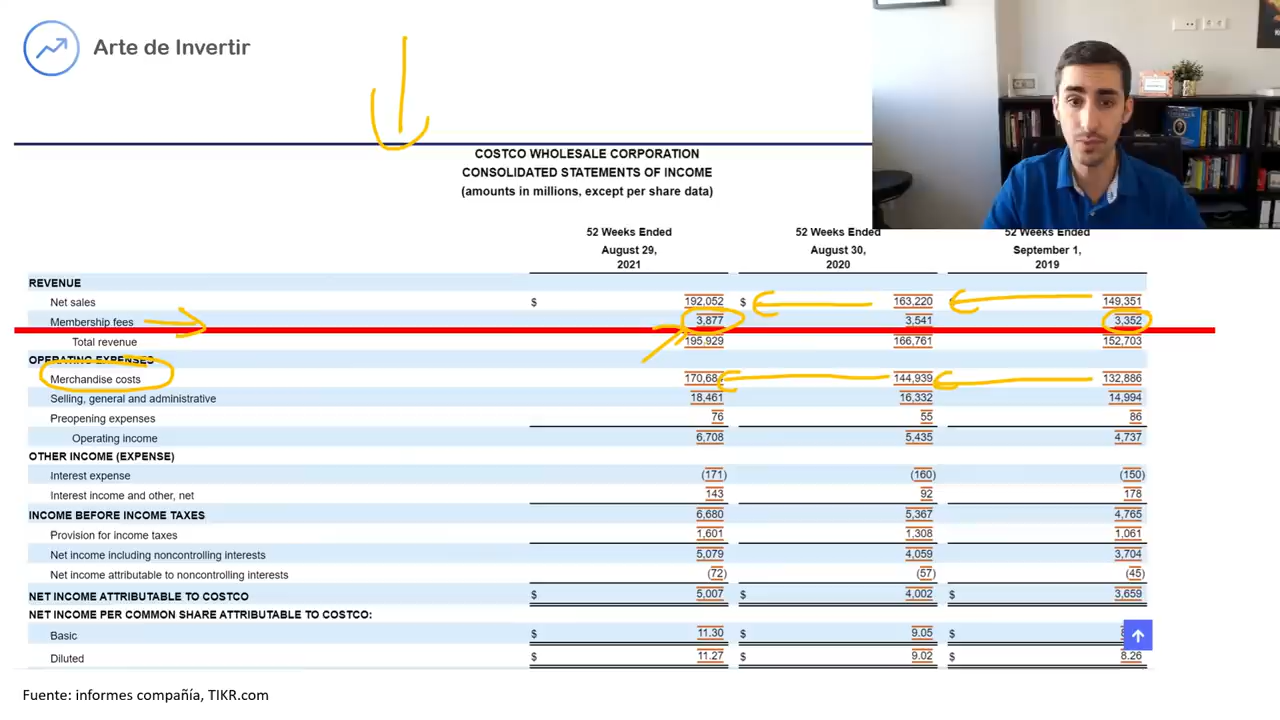 Arte de Invertir
COSTCO WHOLESALE CORPORATION
CONSOLIDATED STATEMENTS OF INCOME
(amounts in millions, except per share data)
52 Weeks Ended 52 Weeks Ended 52 Weeks Ended
August 29, August 30, September 1,
2021 2020 2019
REVENUE
Net sales $ 192,052 $ 163,220 149,351
Membership fees 3,877 3,541 3,352
Total revenue 195,929 166,761 152,703
OPERATING EXPENSES
Merchandise costs 170,684 144,939 132,886
Selling, general and administrative 18,461 16,332 14,994
Preopening expenses 76 55 86
Operating income 6,708 5,435 4,737
OTHER INCOME (EXPENSE)
Interest expense (171) (160) (150)
Interest income and other, net 143 92 178
INCOME BEFORE INCOME TAXES 6,680 5,367 4,765
Provision for income taxes 1,601 1,308 1,061
Net income including noncontrolling interests 5,079 4,059 3,704
Net income attributable to noncontrolling interests (72) (57) (45)
NET INCOME ATTRIBUTABLE TO COSTCO $ 5,007 $ 4,002 $ 3,659
NET INCOME PER COMMON SHARE ATTRIBUTABLE TO COSTCO:
Basic $ 11.30 $ 9.05 $
Diluted $ 11.27 $ 9.02 $ 8.26
Fuente: informes compañía, TIKR.com